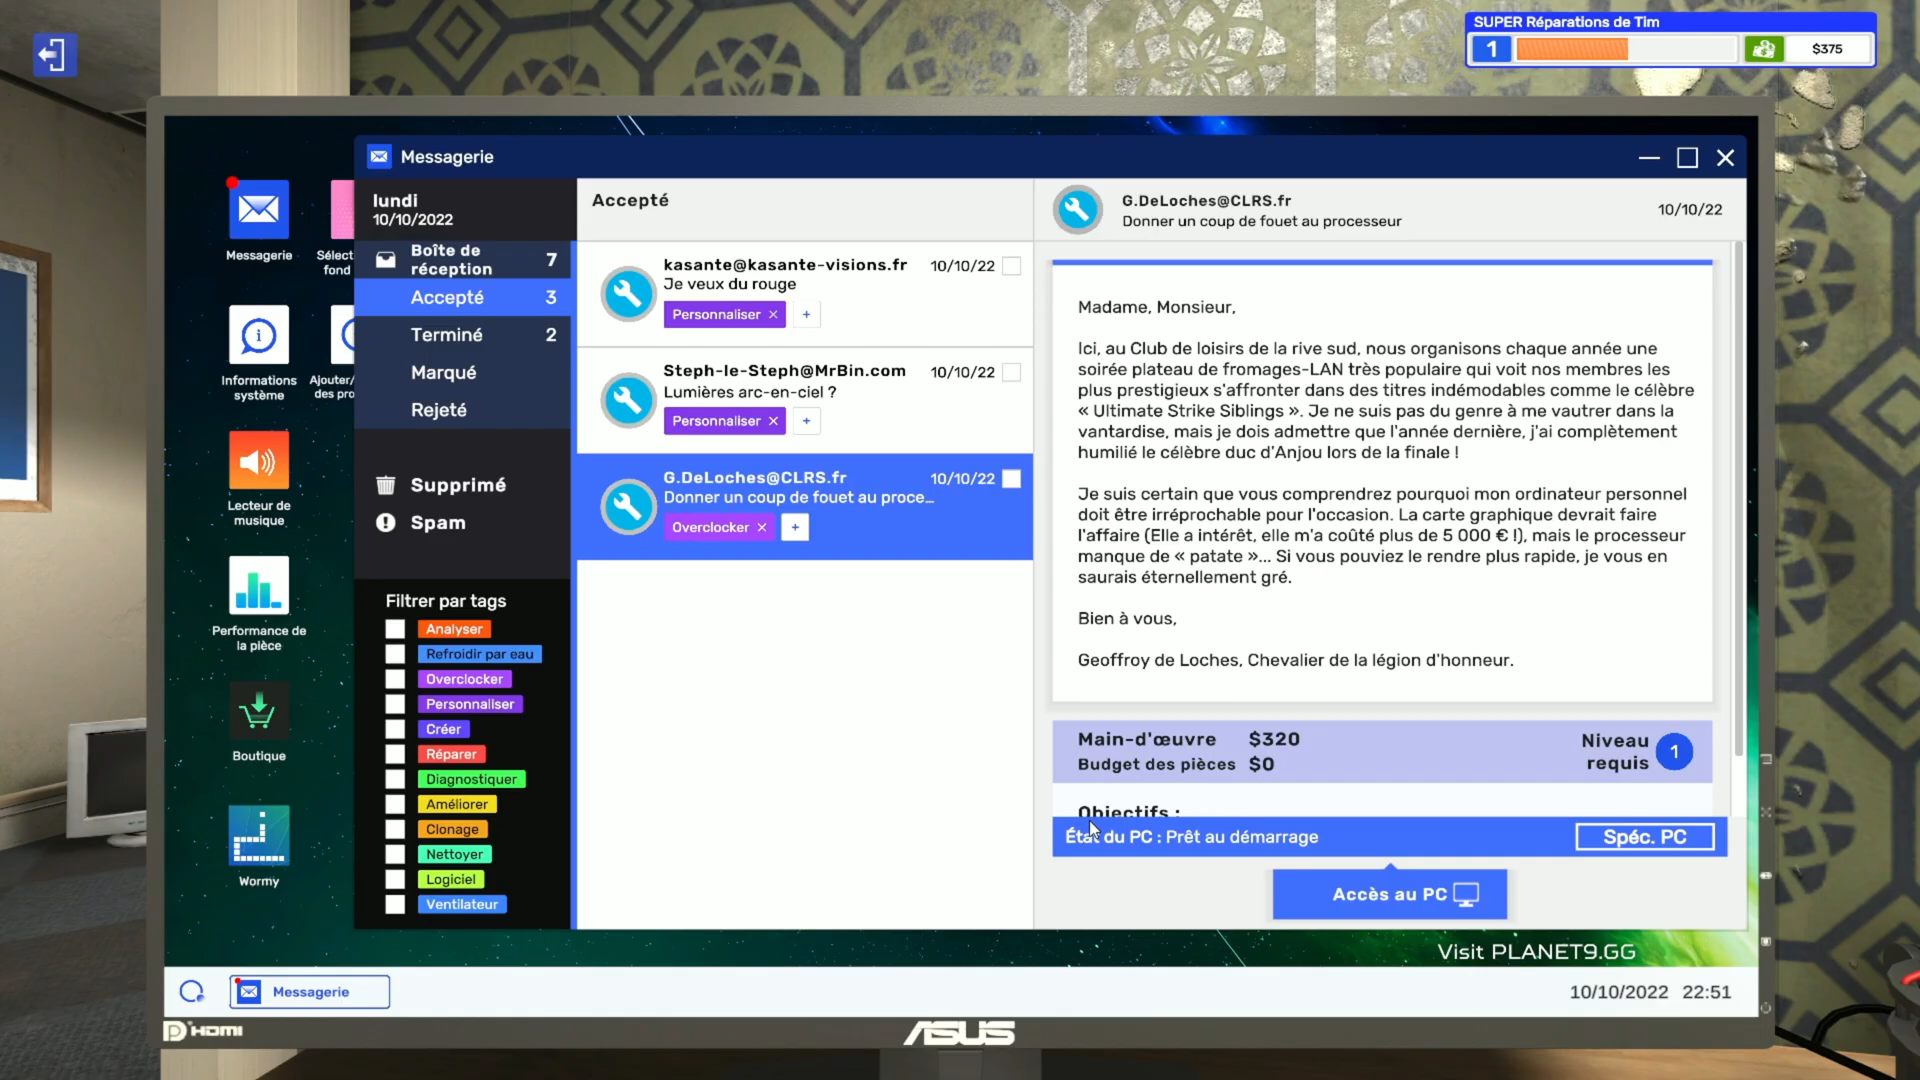 SUPER Réparations de Tim
1
$375
Messagerie
lundi
10/10/2022
Boîte de
réception
7
Accepté
3
Terminé
2
Marqué
Rejeté
Supprimé
Spam
Filtrer par tags
Analyser
Refroidir par eau
Overclocker
Personnaliser
Créer
Réparer
Diagnostiquer
Améliorer
Clonage
Nettoyer
Logiciel
Ventilateur
Messagerie
Sélect
fond
Informations
système
Ajouter/
des pro
Lecteur de
musique
Performance de
la pièce
Boutique
Wormy
Accepté
kasante@kasante-visions.fr
10/10/22
Je veux du rouge
Personnaliser ×
+
Steph-le-Steph@MrBin.com
10/10/22
Lumières arc-en-ciel ?
Personnaliser ×
+
G.DeLoches@CLRS.fr
10/10/22
Donner un coup de fouet au proce…
Overclocker ×
+
G.DeLoches@CLRS.fr
Donner un coup de fouet au processeur
10/10/22
Madame, Monsieur,
Ici, au Club de loisirs de la rive sud, nous organisons chaque année une
soirée plateau de fromages-LAN très populaire qui voit nos membres les
plus prestigieux s'affronter dans des titres indémodables comme le célèbre
« Ultimate Strike Siblings ». Je ne suis pas du genre à me vautrer dans la
vantardise, mais je dois admettre que l'année dernière, j'ai complètement
humilié le célèbre duc d'Anjou lors de la finale !
Je suis certain que vous comprendrez pourquoi mon ordinateur personnel
doit être irréprochable pour l'occasion. La carte graphique devrait faire
l'affaire (Elle a intérêt, elle m'a coûté plus de 5 000 € !), mais le processeur
manque de « patate »... Si vous pouviez le rendre plus rapide, je vous en
saurais éternellement gré.
Bien à vous,
Geoffroy de Loches, Chevalier de la légion d'honneur.
Main-d'œuvre $320
Budget des pièces $0
Niveau
requis
1
Objectifs :
État du PC : Prêt au démarrage
Spéc. PC
Accès au PC
Visit PLANET9.GG
Messagerie
10/10/2022 22:51
HDMI
ASUS